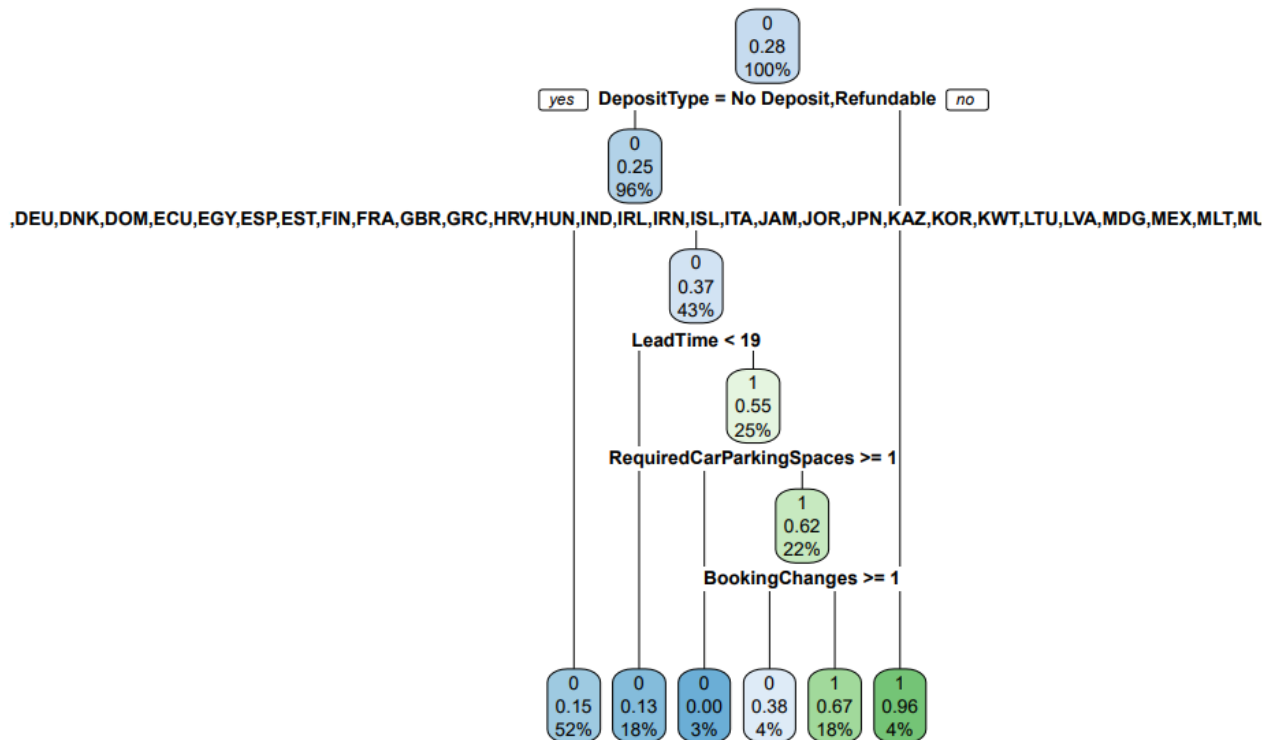 0
0.28
100%
yes DepositType = No Deposit,Refundable no
0
0.25
96%
,DEU,DNK,DOM,ECU,EGY,ESP,EST,FIN,FRA,GBR,GRC,HRV,HUN,IND,IRL,IRN,ISL,ITA,JAM,JOR,JPN,KAZ,KOR,KWT,LTU,LVA,MDG,MEX,MLT,MU
0
0.37
43%
LeadTime < 19
1
0.55
25%
RequiredCarParkingSpaces >= 1
1
0.62
22%
BookingChanges >= 1
0 0 0 0 1 1
0.15 0.13 0.00 0.38 0.67 0.96
52% 18% 3% 4% 18% 4%